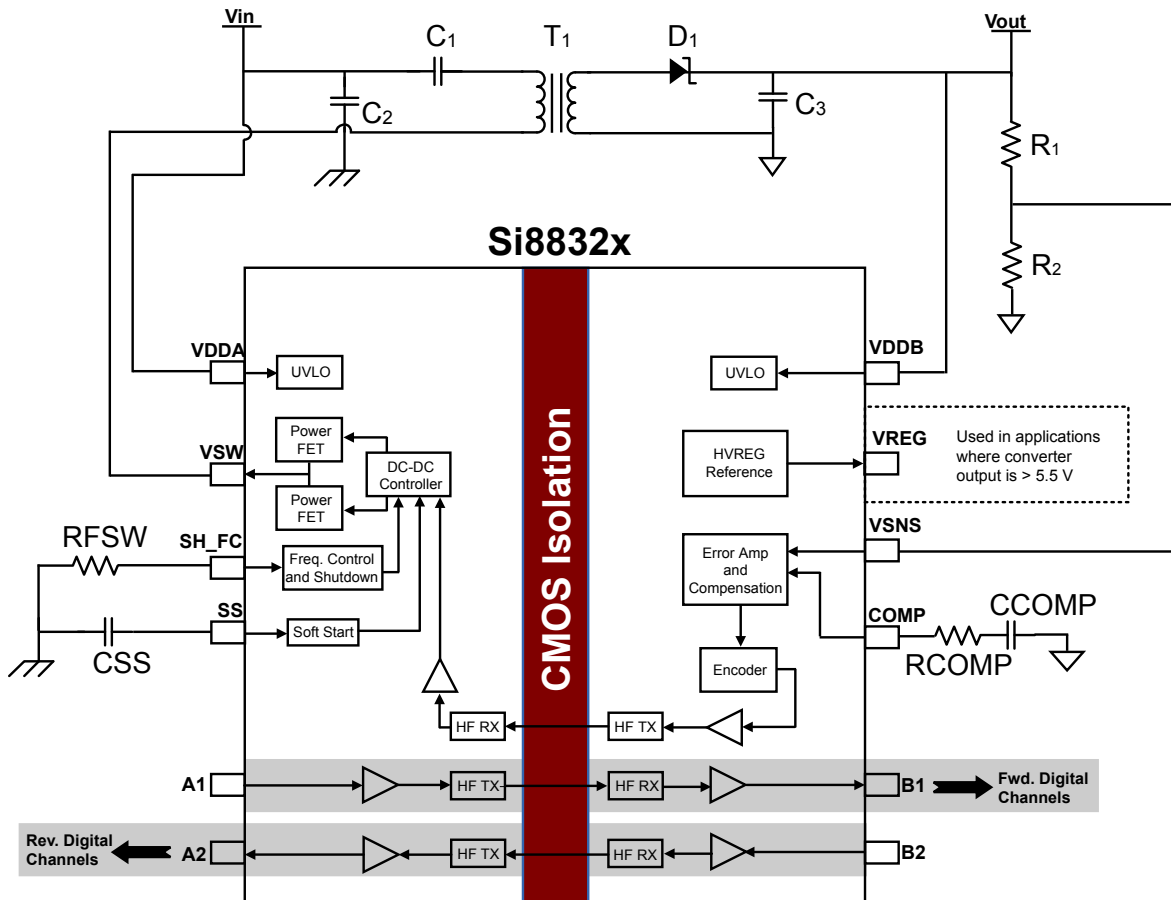 Vin
C1
T1
D1
Vout
C2
C3
R1
R2
Si8832x
VDDA
UVLO
UVLO
VDDB
Power
FET
VSW
DC-DC
Controller
Power
FET
HVREG
Reference
VREG
Used in applications
where converter
output is > 5.5 V
CMOS Isolation
RFSW
SH_FC
Freq. Control
and Shutdown
VSNS
Error Amp
and
Compensation
SS
Soft Start
CSS
COMP
CCOMP
RCOMP
Encoder
HF RX
HF TX
A1
HF TX
HF RX
B1
Fwd. Digital
Channels
Rev. Digital
Channels
A2
HF TX
HF RX
B2